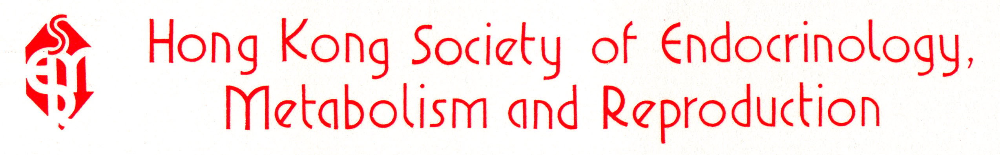 Hong Kong Society of Endocrinology,
Metabolism and Reproduction